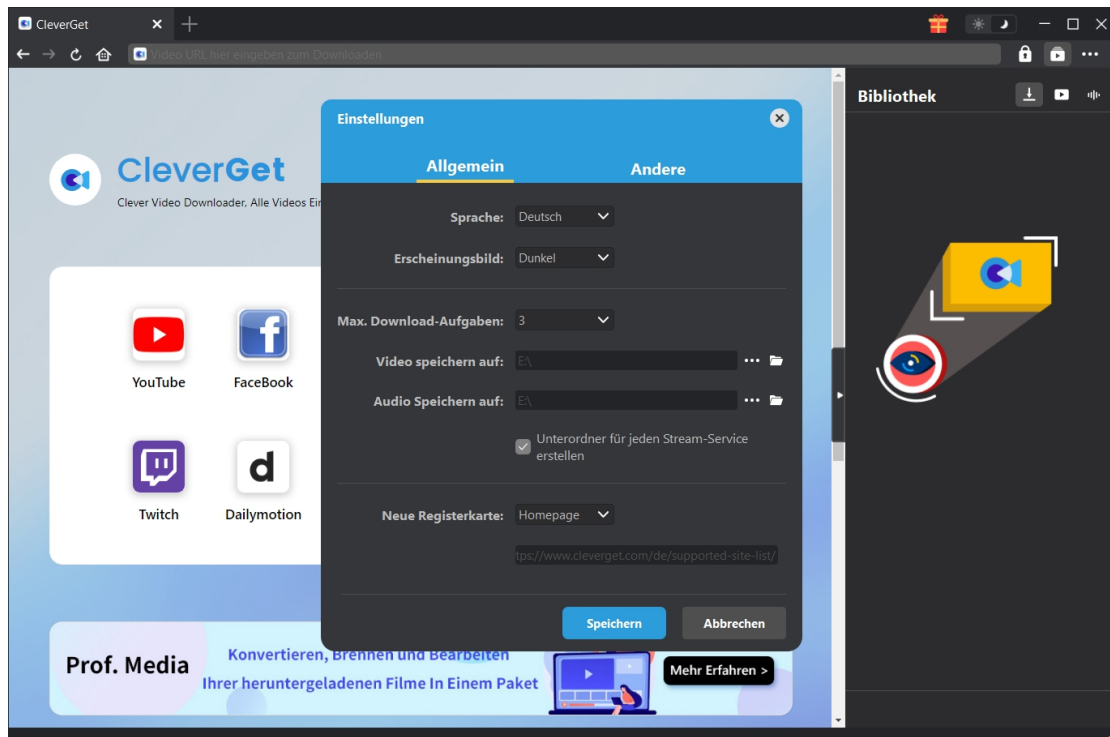 CleverGet
Video URL hier eingeben zum Downloaden
Bibliothek
CleverGet
Clever Video Downloader. Alle Videos Ein
YouTube
FaceBook
Twitch
d
Dailymotion
Einstellungen
Allgemein
Andere
Sprache: Deutsch
Erscheinungsbild: Dunkel
Max. Download-Aufgaben: 3
Video speichern auf: E:\
Audio Speichern auf: E:\
Unterordner für jeden Stream-Service
erstellen
Neue Registerkarte: Homepage
tps://www.cleverget.com/de/supported-site-list/
Speichern
Abbrechen
Prof. Media
Konvertieren, Brennen und Bearbeiten
Ihrer heruntergeladenen Filme In Einem Paket
Mehr Erfahren >